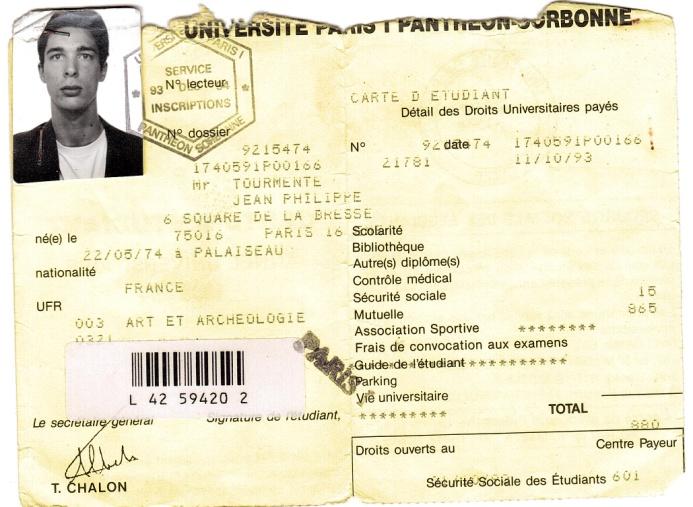 UNIVERSITÉ PARIS I PANTHÉON-SORBONNE
UNIVERSITE PARIS I
SERVICE
93
94
INSCRIPTIONS
PANTHEON SORBONNE
N° lecteur
N° dossier
9215474
1740591P00166
Mr TOURMENTE
JEAN PHILIPPE
6 SQUARE DE LA BRESSE
né(e) le
75016 PARIS 16
22/05/74 à PALAISEAU
nationalité
FRANCE
UFR
003 ART ET ARCHEOLOGIE
0321
L 42 59420 2
PARIS
Le secrétaire général
Signature de l'étudiant,
T. CHALON
CARTE D ETUDIANT
Détail des Droits Universitaires payés
N° date 1740591P00166
21781 11/10/93
Scolarité
Bibliothèque
Autre(s) diplôme(s)
Contrôle médical
Sécurité sociale 15
Mutuelle 865
Association Sportive ********
Frais de convocation aux examens
Guide de l'étudiant
Parking
Vie universitaire
*********
TOTAL
880
Droits ouverts au Centre Payeur
Sécurité Sociale des Étudiants 601